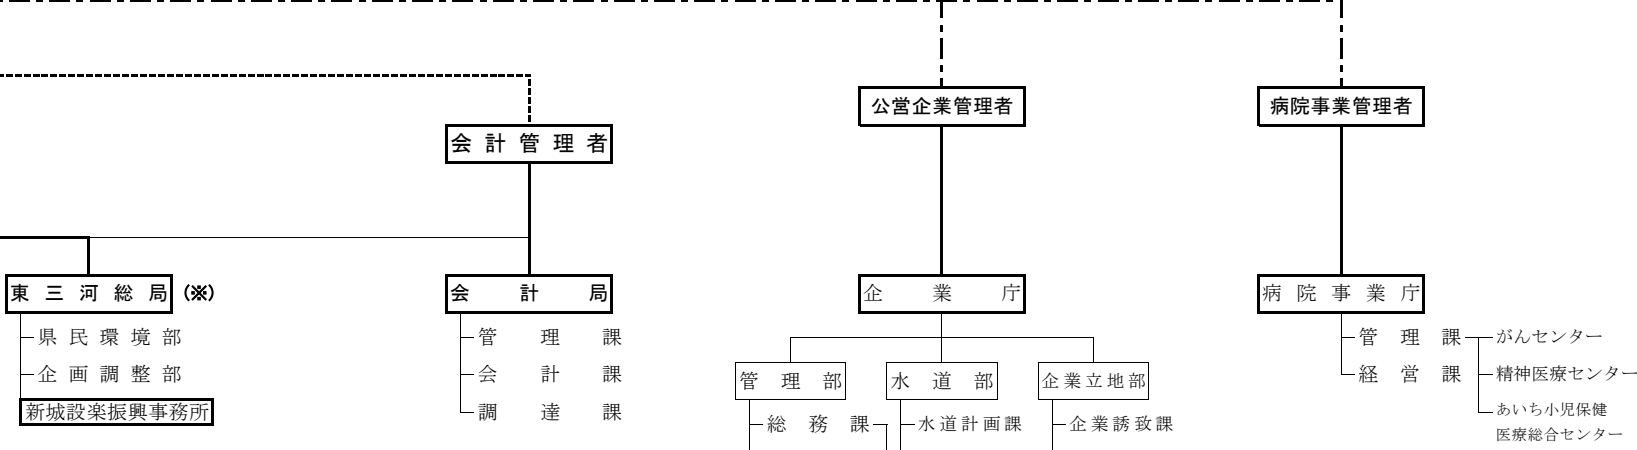 公営企業管理者
病院事業管理者
会計管理者
東三河総局
(※)
会計局
企業庁
病院事業庁
県民環境部
企画調整部
新城設楽振興事務所
管理課
会計課
調達課
管理部
水道部
企業立地部
総務課
水道計画課
企業誘致課
管理課
経営課
がんセンター
精神医療センター
あいち小児保健
医療総合センター